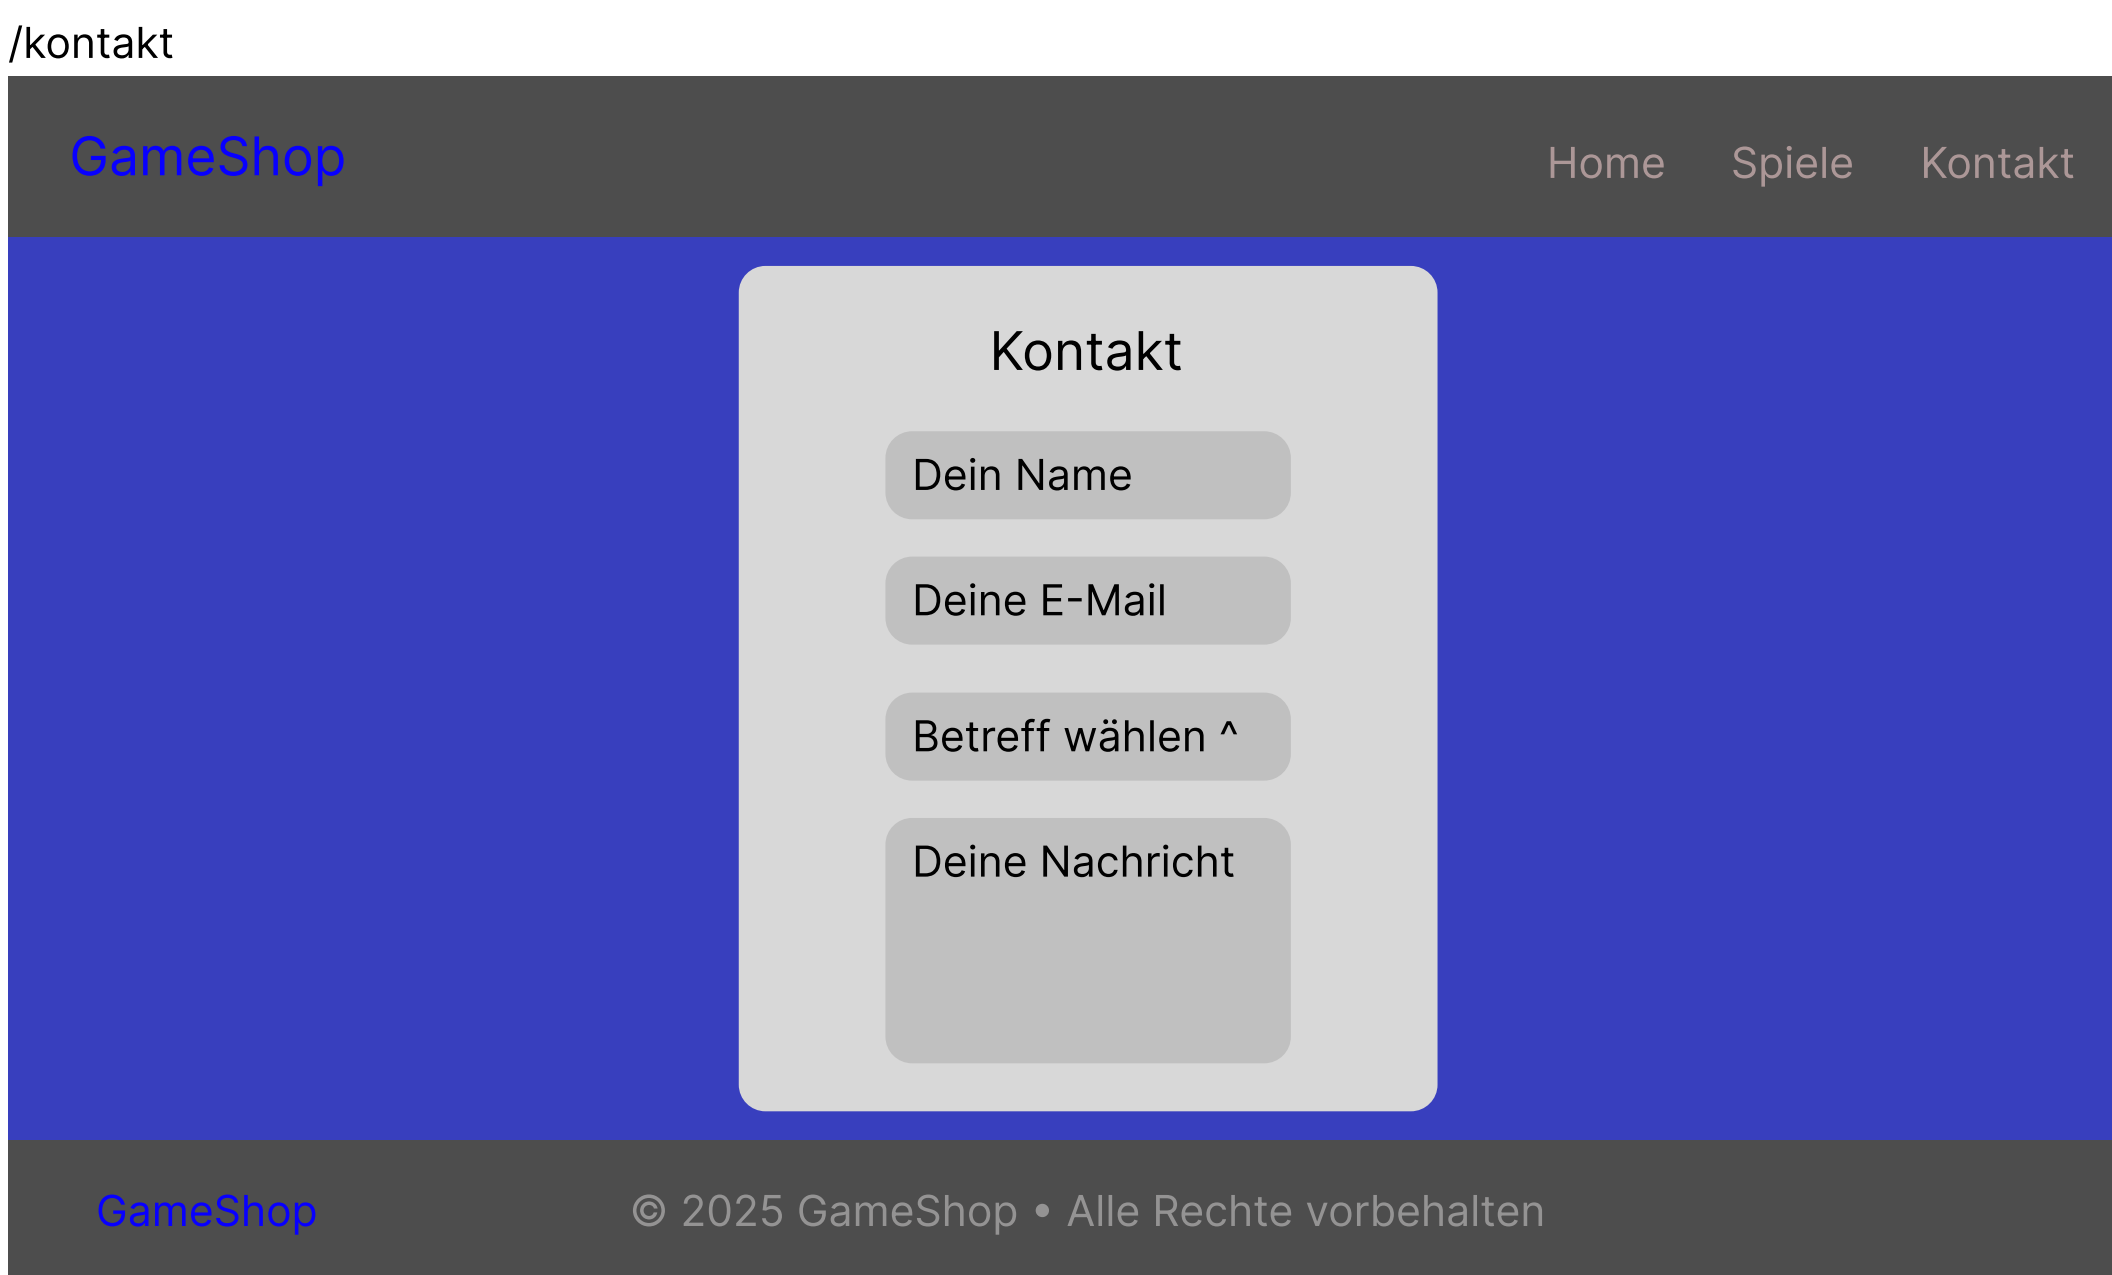 /kontakt
GameShop
Home Spiele Kontakt
Kontakt
Dein Name
Deine E-Mail
Betreff wählen ^
Deine Nachricht
GameShop
© 2025 GameShop • Alle Rechte vorbehalten